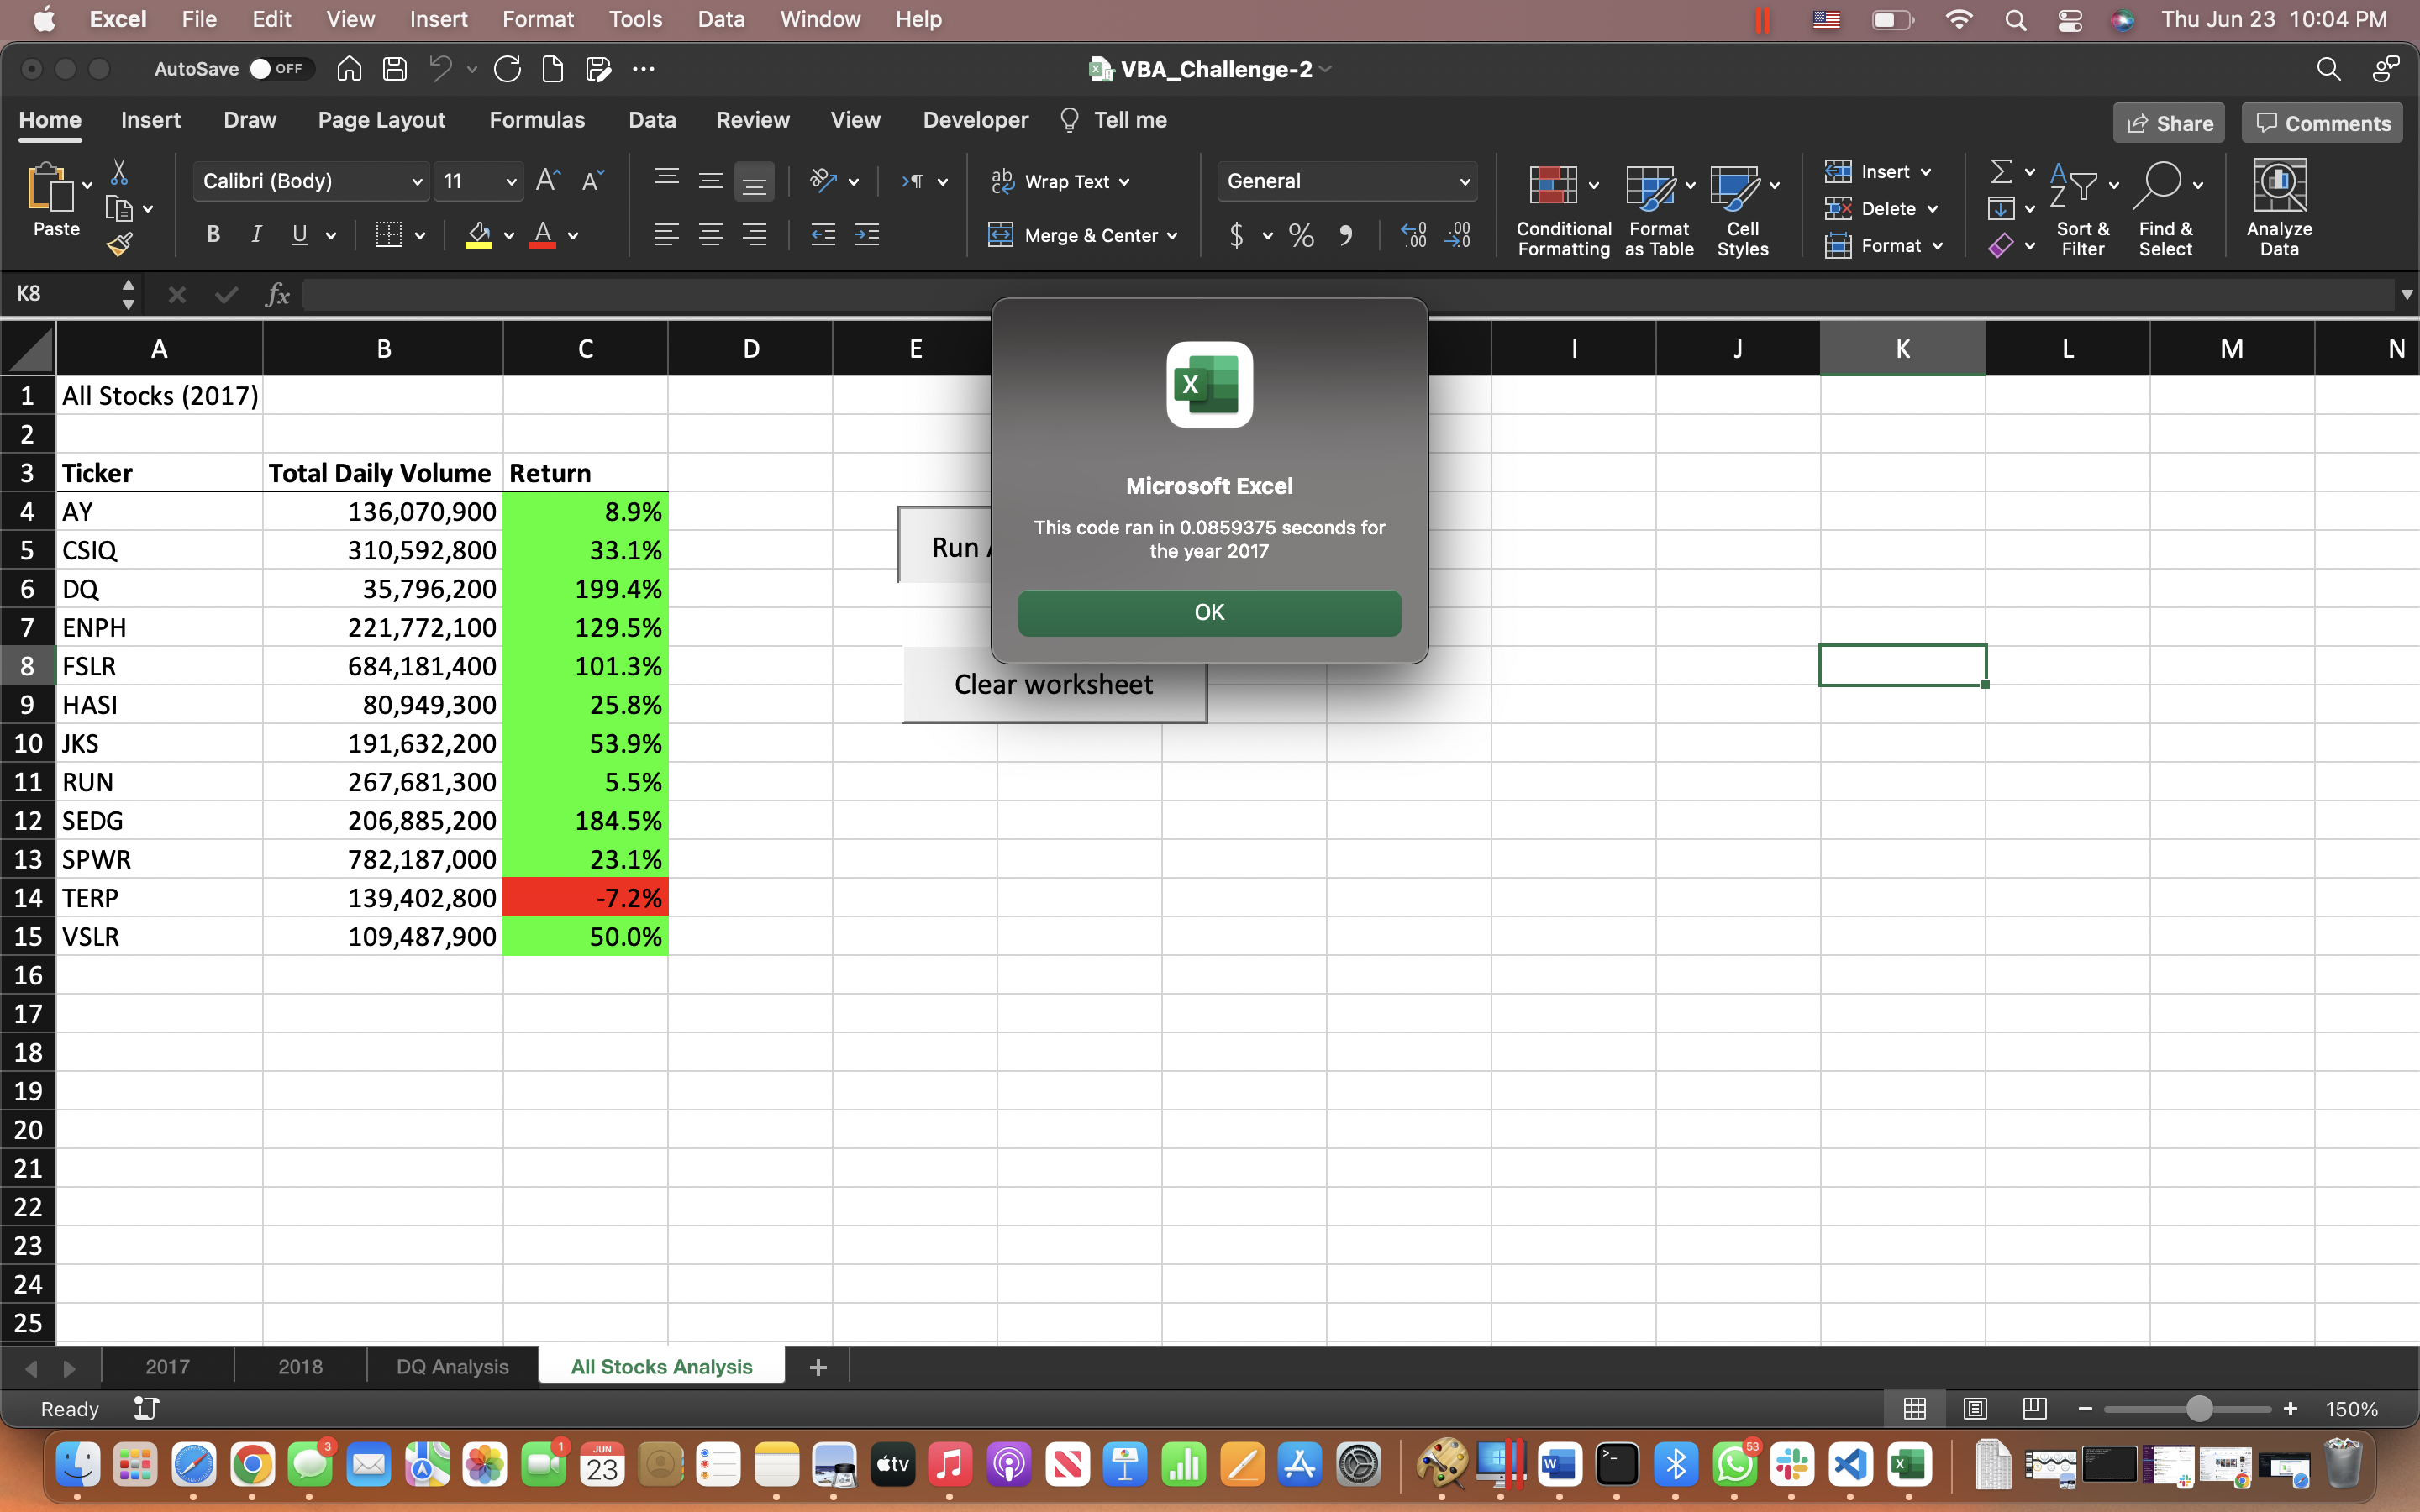 Excel File Edit View Insert Format Tools Data Window Help Thu Jun 23 10:04 PM
AutoSave OFF VBA_Challenge-2
Home Insert Draw Page Layout Formulas Data Review View Developer Tell me Share Comments
Paste Calibri (Body) 11 Wrap Text General Insert
B I U Merge & Center $ % Conditional Formatting Format as Table Cell Styles Delete Format Sort & Filter Find & Select Analyze Data
K8 fx
A B C D E I J K L M N
1 All Stocks (2017)
2
3 Ticker Total Daily Volume Return
4 AY 136,070,900 8.9%
5 CSIQ 310,592,800 33.1%
6 DQ 35,796,200 199.4%
7 ENPH 221,772,100 129.5%
8 FSLR 684,181,400 101.3%
9 HASI 80,949,300 25.8%
10 JKS 191,632,200 53.9%
11 RUN 267,681,300 5.5%
12 SEDG 206,885,200 184.5%
13 SPWR 782,187,000 23.1%
14 TERP 139,402,800 -7.2%
15 VSLR 109,487,900 50.0%
16
17
18
19
20
21
22
23
24
25
Microsoft Excel
This code ran in 0.0859375 seconds for
the year 2017
OK
Run
Clear worksheet
2017 2018 DQ Analysis All Stocks Analysis +
Ready 150%
3 1 JUN 23 tv 53